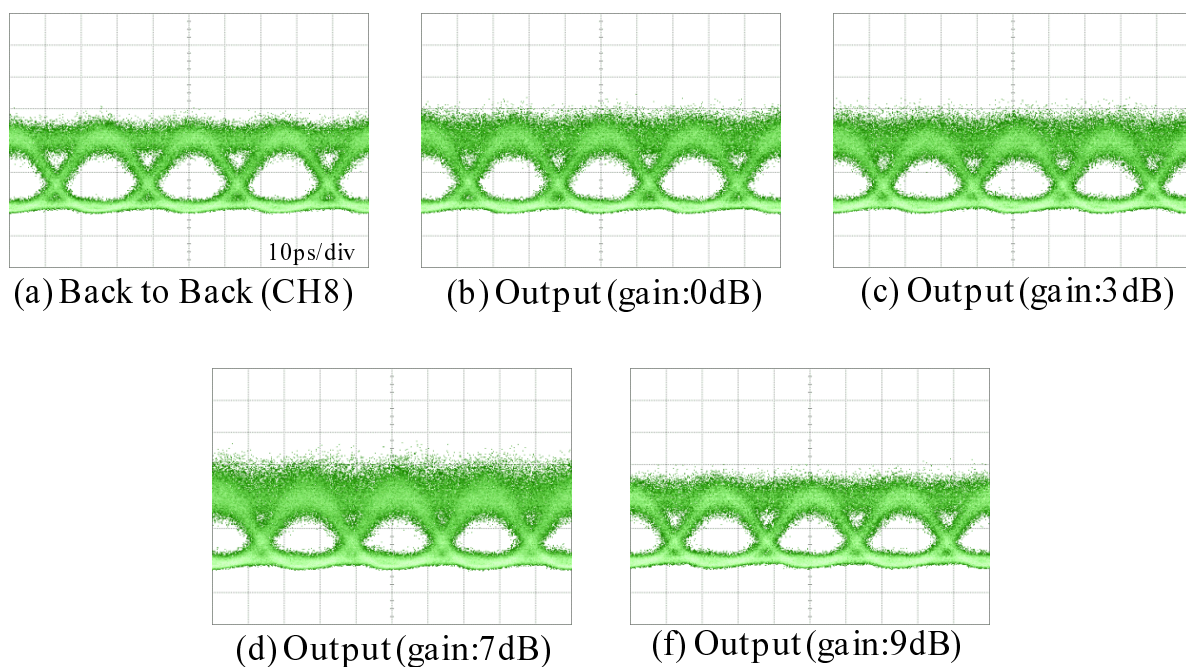 10ps/div
(a) Back to Back (CH8)
(b) Output (gain:0dB)
(c) Output (gain:3dB)
(d) Output (gain:7dB)
(f) Output (gain:9dB)